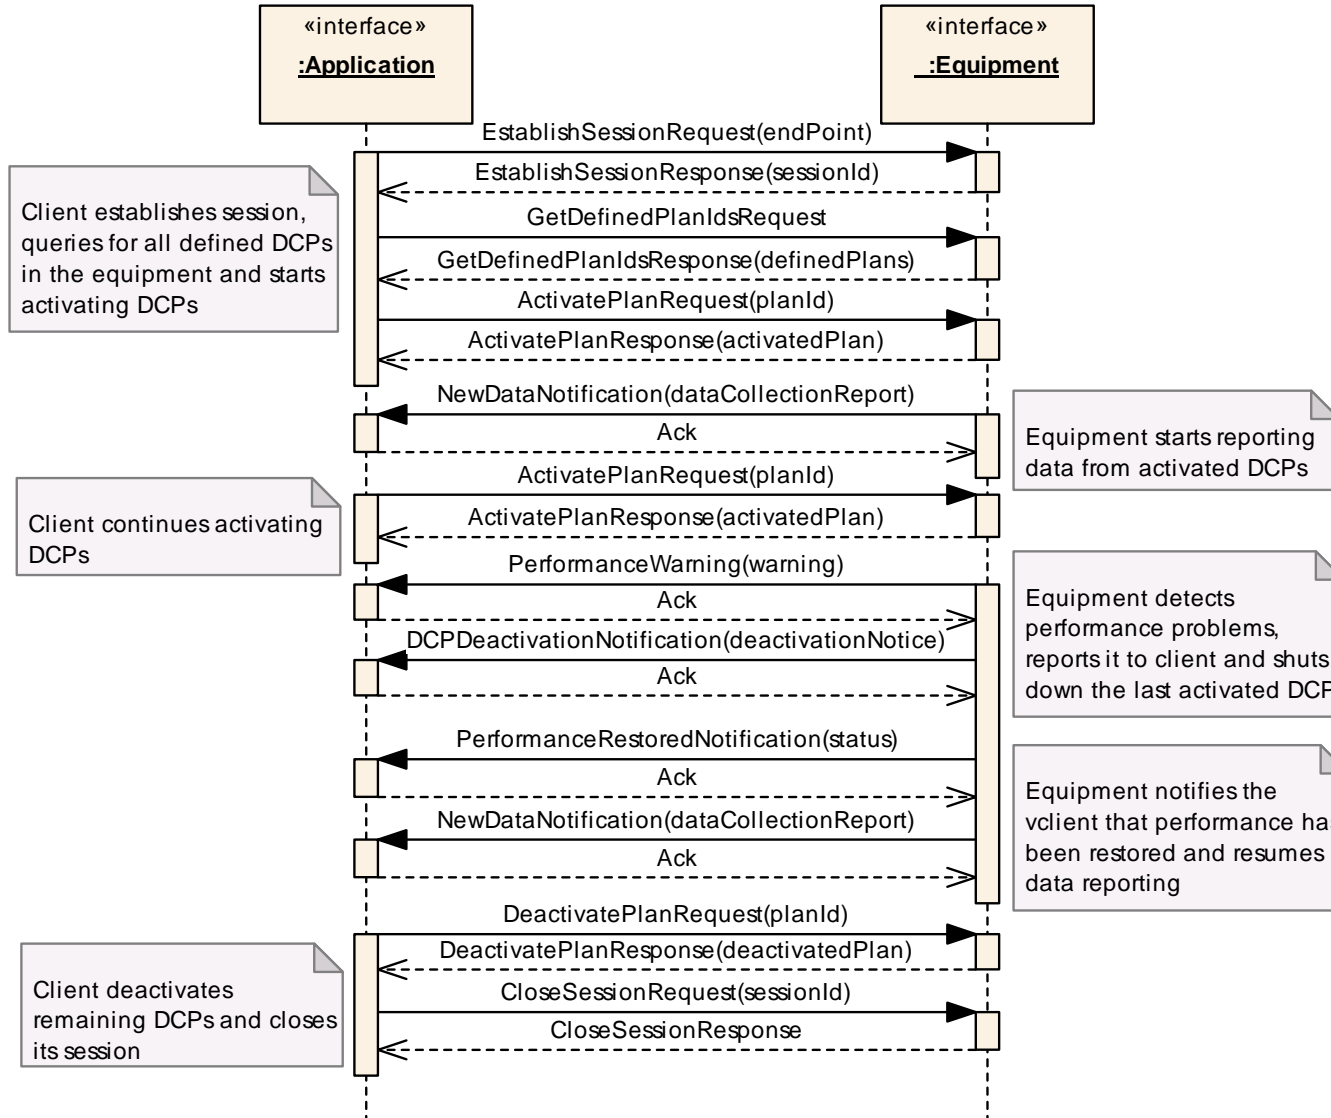 «interface»
:Application
«interface»
:Equipment
EstablishSessionRequest(endPoint)
EstablishSessionResponse(sessionId)
Client establishes session,
queries for all defined DCPs
in the equipment and starts
activating DCPs
GetDefinedPlanIdsRequest
GetDefinedPlanIdsResponse(definedPlans)
ActivatePlanRequest(planId)
ActivatePlanResponse(activatedPlan)
NewDataNotification(dataCollectionReport)
Ack
Equipment starts reporting
data from activated DCPs
ActivatePlanRequest(planId)
ActivatePlanResponse(activatedPlan)
Client continues activating
DCPs
PerformanceWarning(warning)
Ack
DCPDeactivationNotification(deactivationNotice)
Ack
Equipment detects
performance problems,
reports it to client and shuts
down the last activated DCP
PerformanceRestoredNotification(status)
Ack
NewDataNotification(dataCollectionReport)
Ack
Equipment notifies the
vclient that performance ha
been restored and resumes
data reporting
DeactivatePlanRequest(planId)
DeactivatePlanResponse(deactivatedPlan)
CloseSessionRequest(sessionId)
CloseSessionResponse
Client deactivates
remaining DCPs and closes
its session